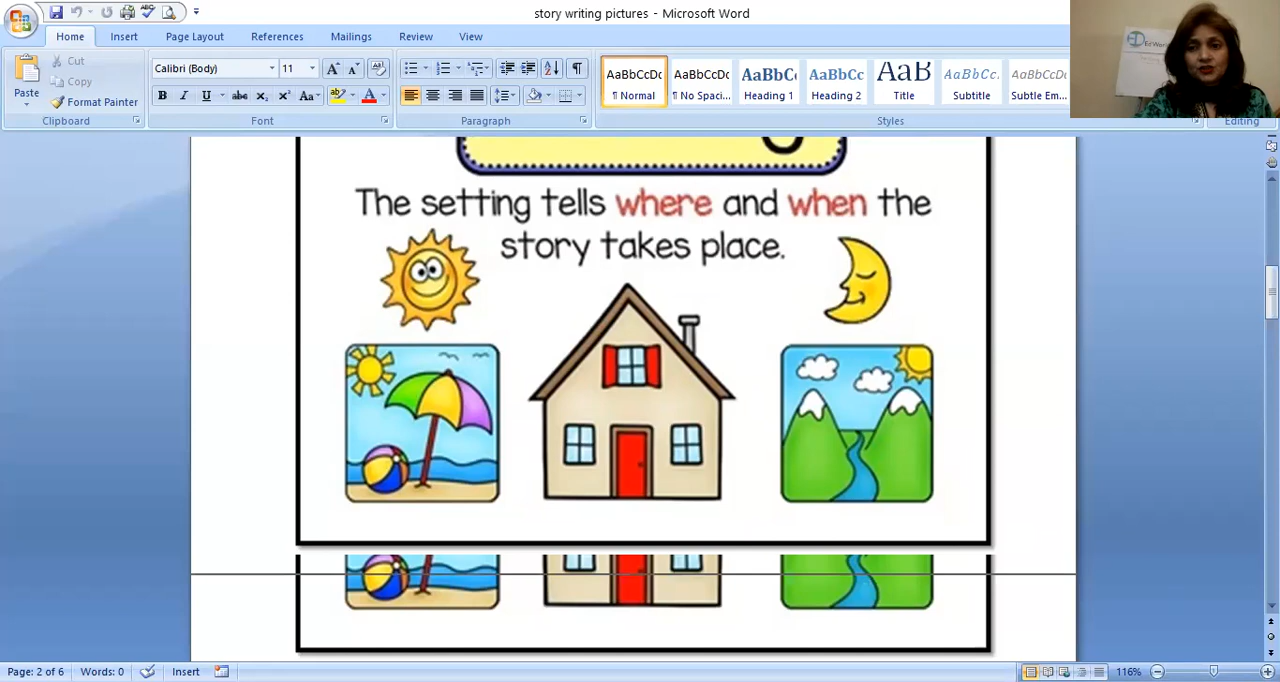 story writing pictures - Microsoft Word
Home Insert Page Layout References Mailings Review View
Paste
Cut
Copy
Format Painter
Clipboard
Calibri (Body) 11
Font
Paragraph
AaBbCcDc AaBbCcDc AaBbC AaBbCc AaB AaBbCc. AaBbCcDc
¶ Normal ¶ No Spaci... Heading 1 Heading 2 Title Subtitle Subtle Em...
Styles
Editing
The setting tells where and when the
story takes place.
Page: 2 of 6 Words: 0 Insert 116%